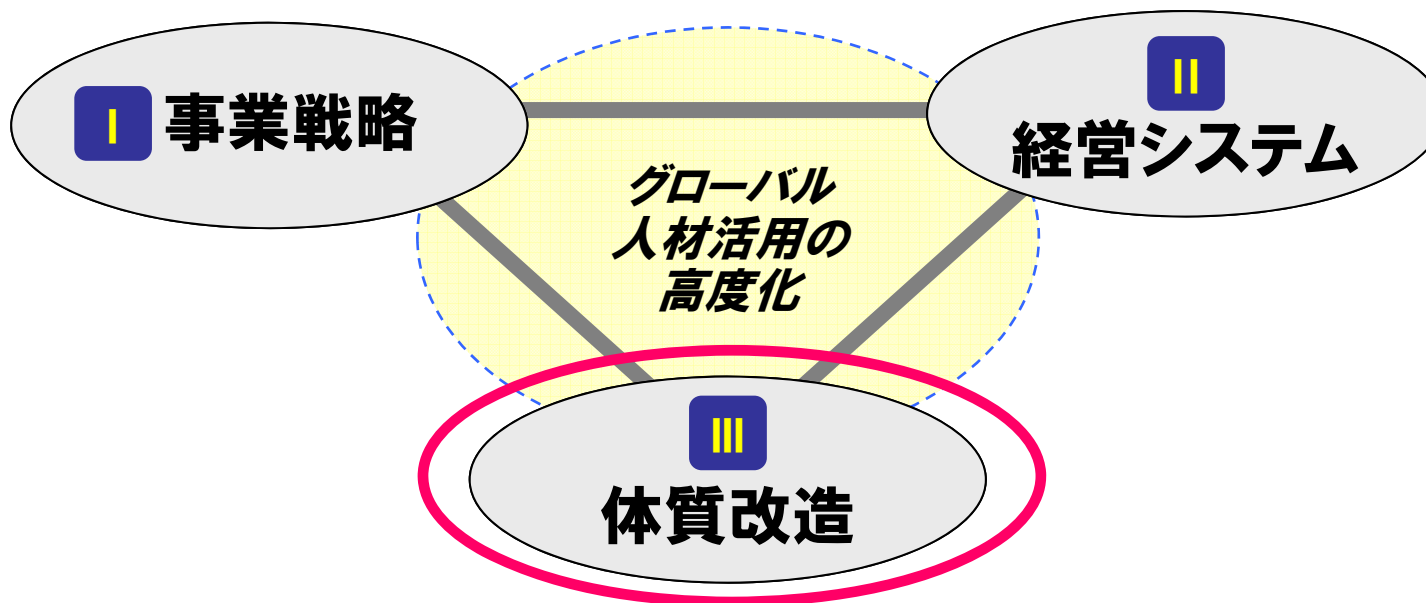 I 事業戦略
II
経営システム
グローバル
人材活用の
高度化
III
体質改造